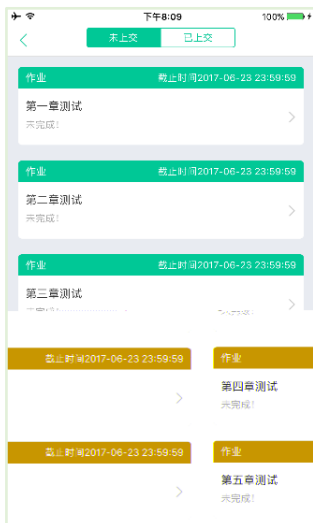 下午8:09 100%
未上交 已上交
作业 截止时间2017-06-23 23:59:59
第一章测试
未完成!
作业 截止时间2017-06-23 23:59:59
第二章测试
未完成!
作业 截止时间2017-06-23 23:59:59
第三章测试
截止时间2017-06-23 23:59:59 作业
第四章测试
未完成!
截止时间2017-06-23 23:59:59 作业
第五章测试
未完成!